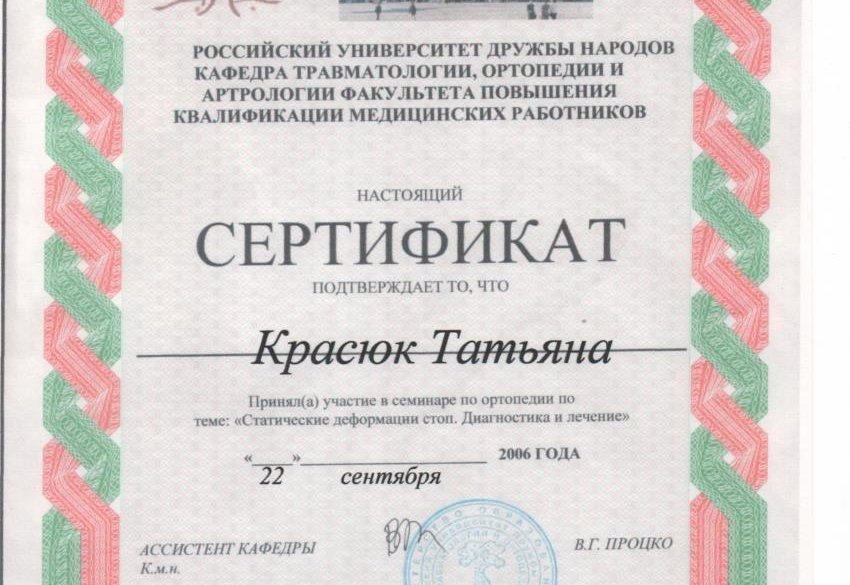 РОССИЙСКИЙ УНИВЕРСИТЕТ ДРУЖБЫ НАРОДОВ
КАФЕДРА ТРАВМАТОЛОГИИ, ОРТОПЕДИИ И
АРТРОЛОГИИ ФАКУЛЬТЕТА ПОВЫШЕНИЯ
КВАЛИФИКАЦИИ МЕДИЦИНСКИХ РАБОТНИКОВ
НАСТОЯЩИЙ
СЕРТИФИКАТ
ПОДТВЕРЖДАЕТ ТО, ЧТО
Красюк Татьяна
Принял(а) участие в семинаре по ортопедии по
теме: «Статические деформации стоп. Диагностика и лечение»
«____»____________________ 2006 ГОДА
22 сентября
АССИСТЕНТ КАФЕДРЫ
К.м.н.
В.Г. ПРОЦКО